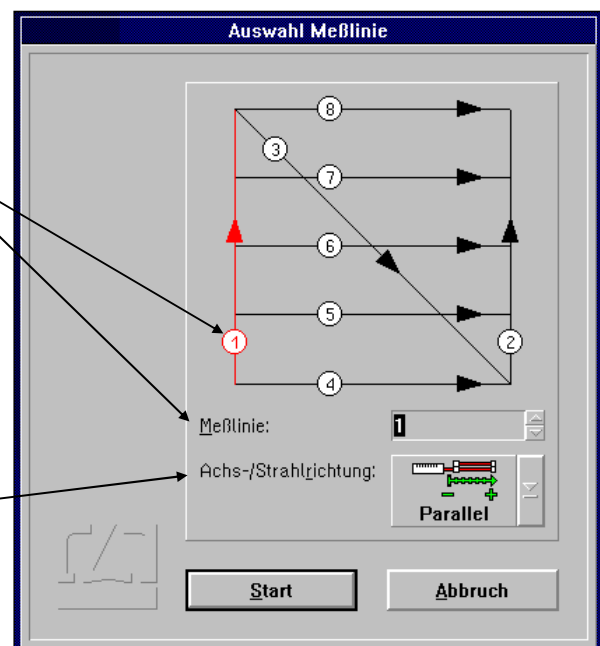 Auswahl Meßlinie
8
3
7
6
5
1
2
4
Meßlinie:
1
Achs-/Strahlrichtung:
- +
Parallel
Start
Abbruch